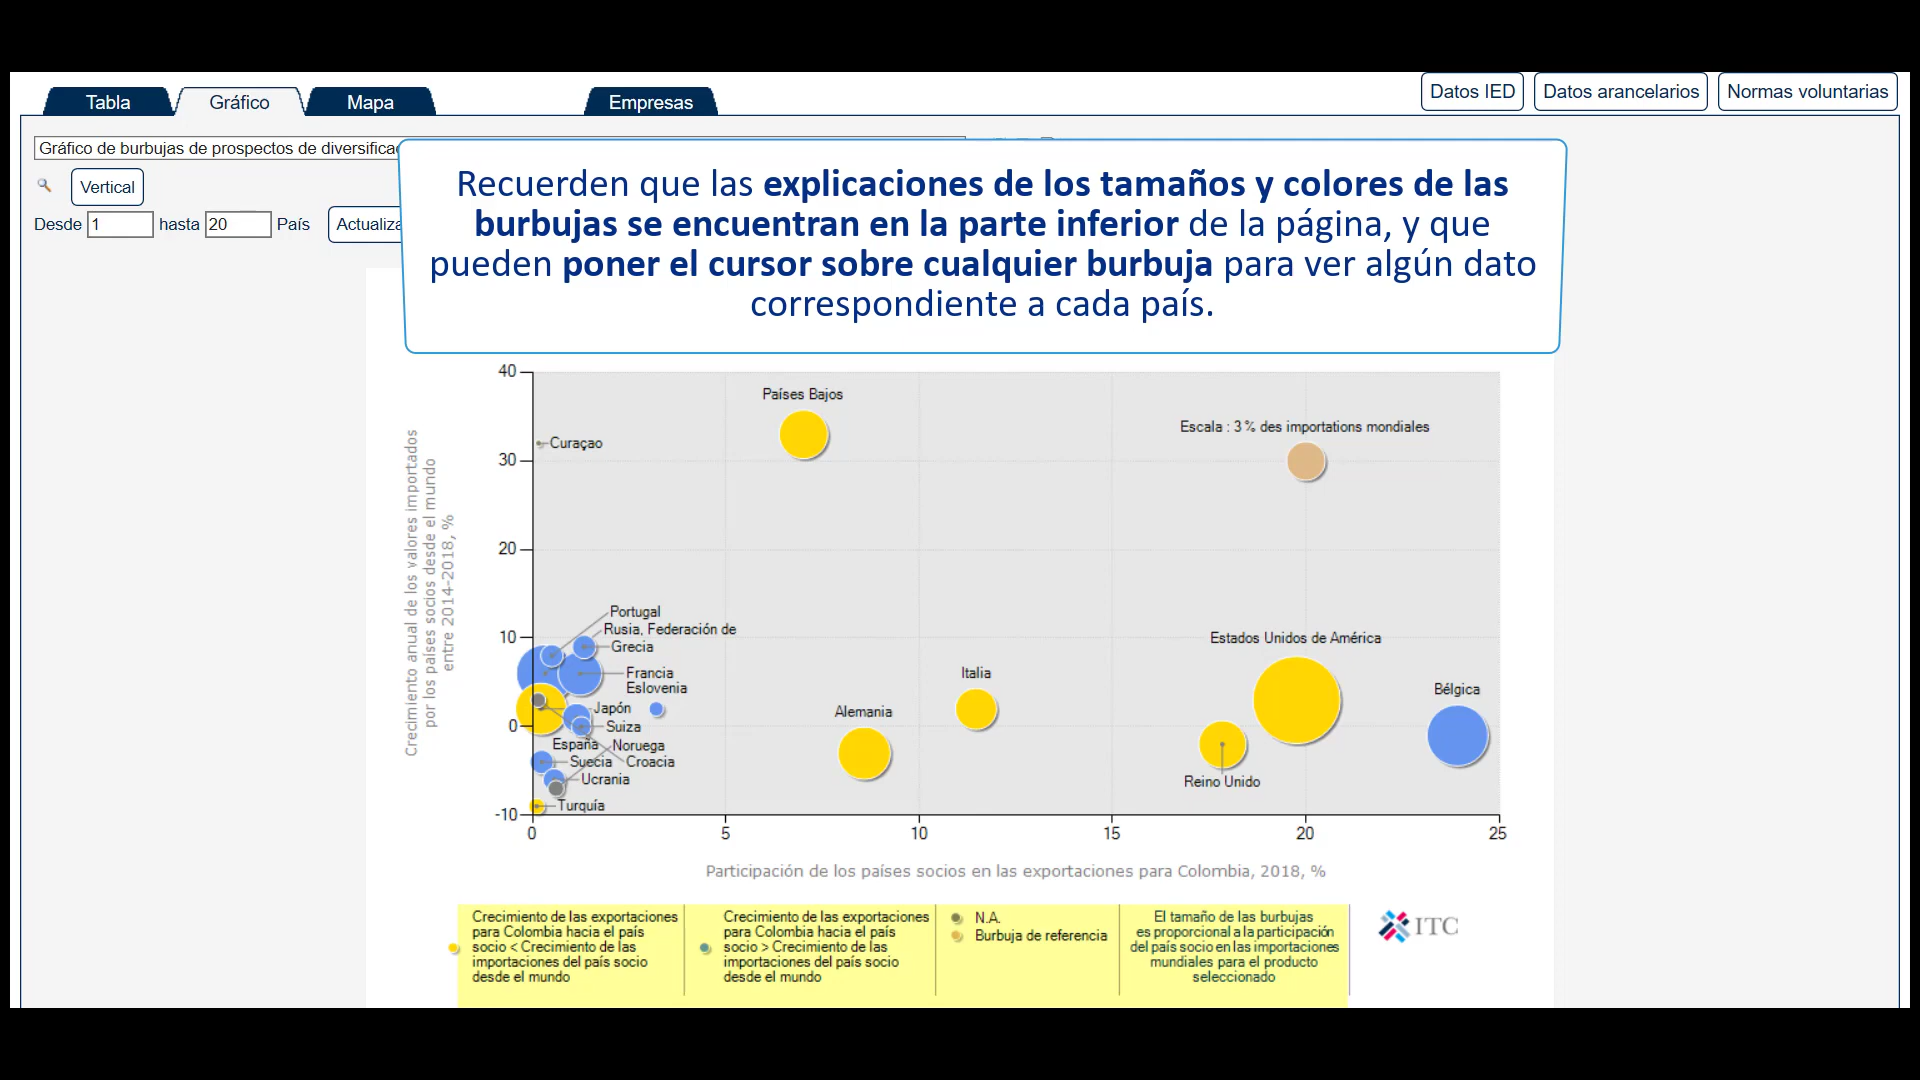 Tabla
Gráfico
Mapa
Empresas
Datos IED
Datos arancelarios
Normas voluntarias
Gráfico de burbujas de prospectos de
Vertical
Desde 1 hasta 20 País
Recuerden que las explicaciones de los tamaños y colores de las
burbujas se encuentran en la parte inferior de la página, y que
pueden poner el cursor sobre cualquier burbuja para ver algún dato
correspondiente a cada país.
Crecimiento anual de los valores importados
por los países socios desde el mundo
entre 2014-2018, %
40
30
20
10
0
-10
Países Bajos
Curaçao
Escala : 3 % des importations mondiales
Portugal
Rusia, Federación de
Grecia
Estados Unidos de América
Francia
Italia
Eslovenia
Bélgica
Japón
Alemania
Suiza
España
Noruega
Suecia
Croacia
Ucrania
Reino Unido
Turquía
0
5
10
15
20
25
Participación de los países socios en las exportaciones para Colombia, 2018, %
Crecimiento de las exportaciones
para Colombia hacia el país
socio < Crecimiento de las
importaciones del país socio
desde el mundo
Crecimiento de las exportaciones
para Colombia hacia el país
socio > Crecimiento de las
importaciones del país socio
desde el mundo
N.A.
Burbuja de referencia
El tamaño de las burbujas
es proporcional a la participación
del país socio en las importaciones
mundiales para el producto
seleccionado
ITC